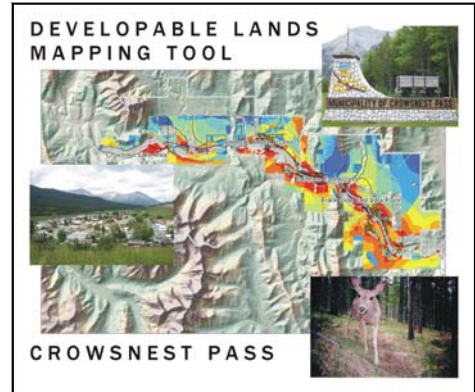 DEVELOPABLE LANDS
MAPPING TOOL
MUNICIPALITY OF CROWSNEST PASS
CROWSNEST PASS